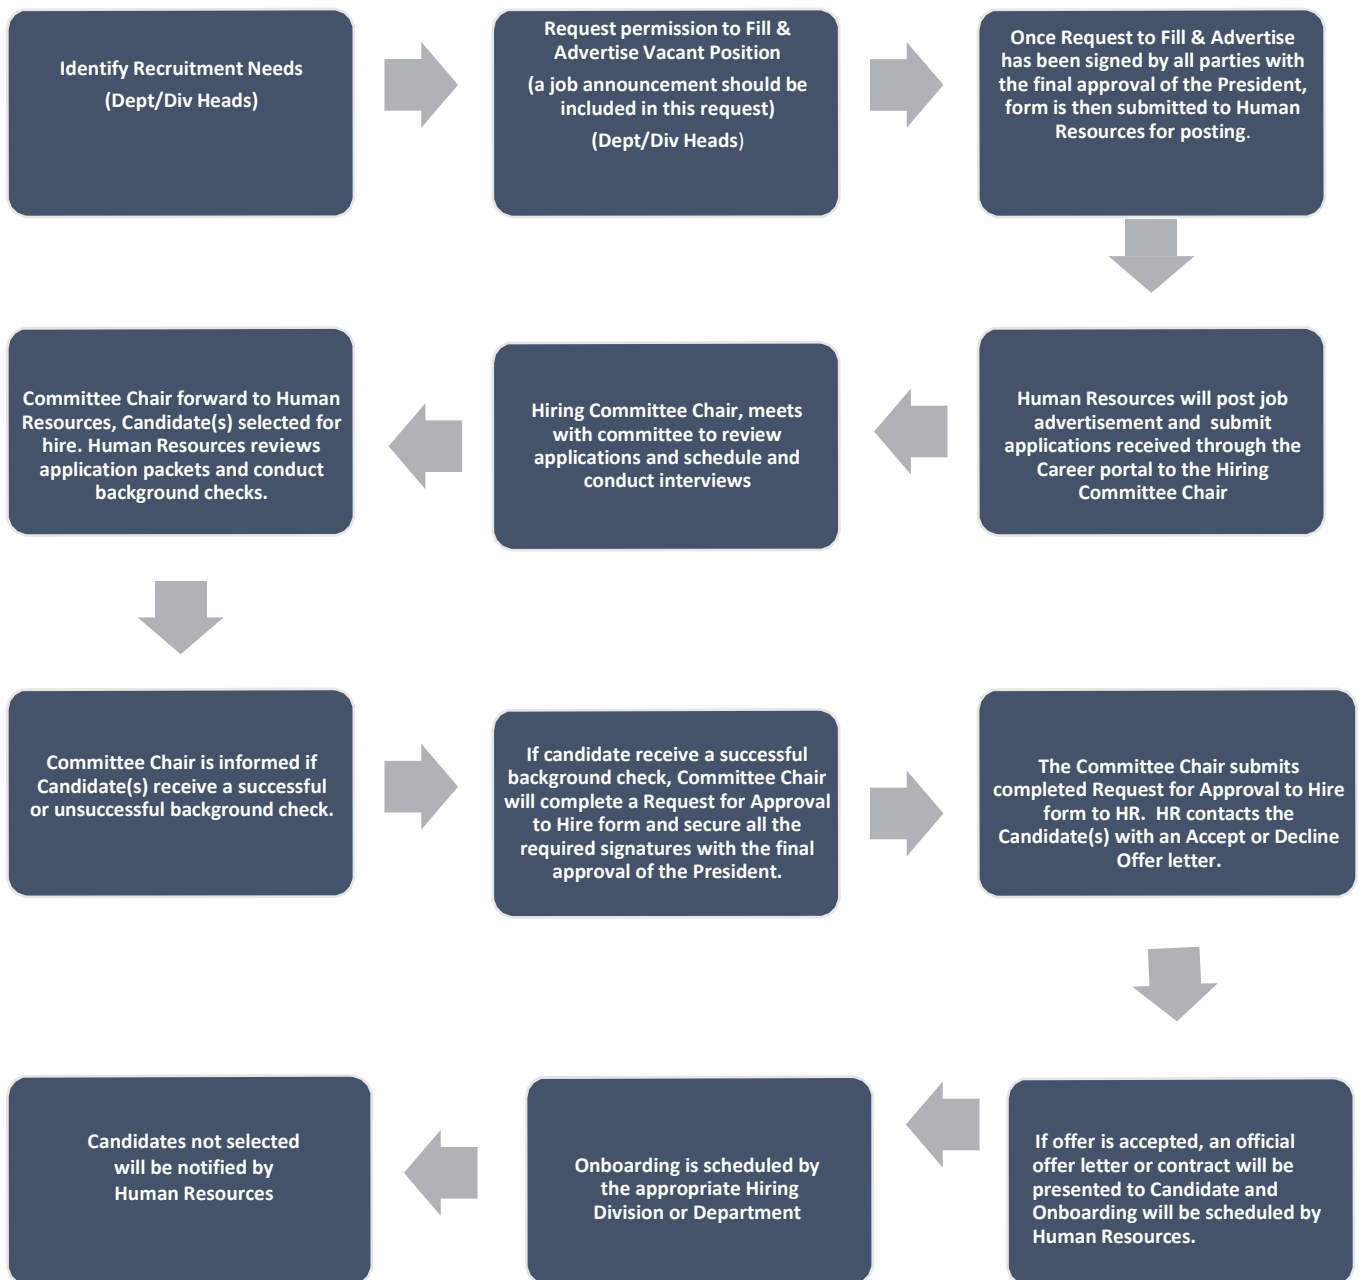 Identify Recruitment Needs
(Dept/Div Heads)
Request permission to Fill &
Advertise Vacant Position
(a job announcement should be
included in this request)
(Dept/Div Heads)
Once Request to Fill & Advertise
has been signed by all parties with
the final approval of the President,
form is then submitted to Human
Resources for posting.
Human Resources will post job
advertisement and submit
applications received through the
Career portal to the Hiring
Committee Chair
Hiring Committee Chair, meets
with committee to review
applications and schedule and
conduct interviews
Committee Chair forward to Human
Resources, Candidate(s) selected for
hire. Human Resources reviews
application packets and conduct
background checks.
Committee Chair is informed if
Candidate(s) receive a successful
or unsuccessful background check.
If candidate receive a successful
background check, Committee Chair
will complete a Request for Approval
to Hire form and secure all the
required signatures with the final
approval of the President.
The Committee Chair submits
completed Request for Approval to Hire
form to HR. HR contacts the
Candidate(s) with an Accept or Decline
Offer letter.
If offer is accepted, an official
offer letter or contract will be
presented to Candidate and
Onboarding will be scheduled by
Human Resources.
Onboarding is scheduled by
the appropriate Hiring
Division or Department
Candidates not selected
will be notified by
Human Resources